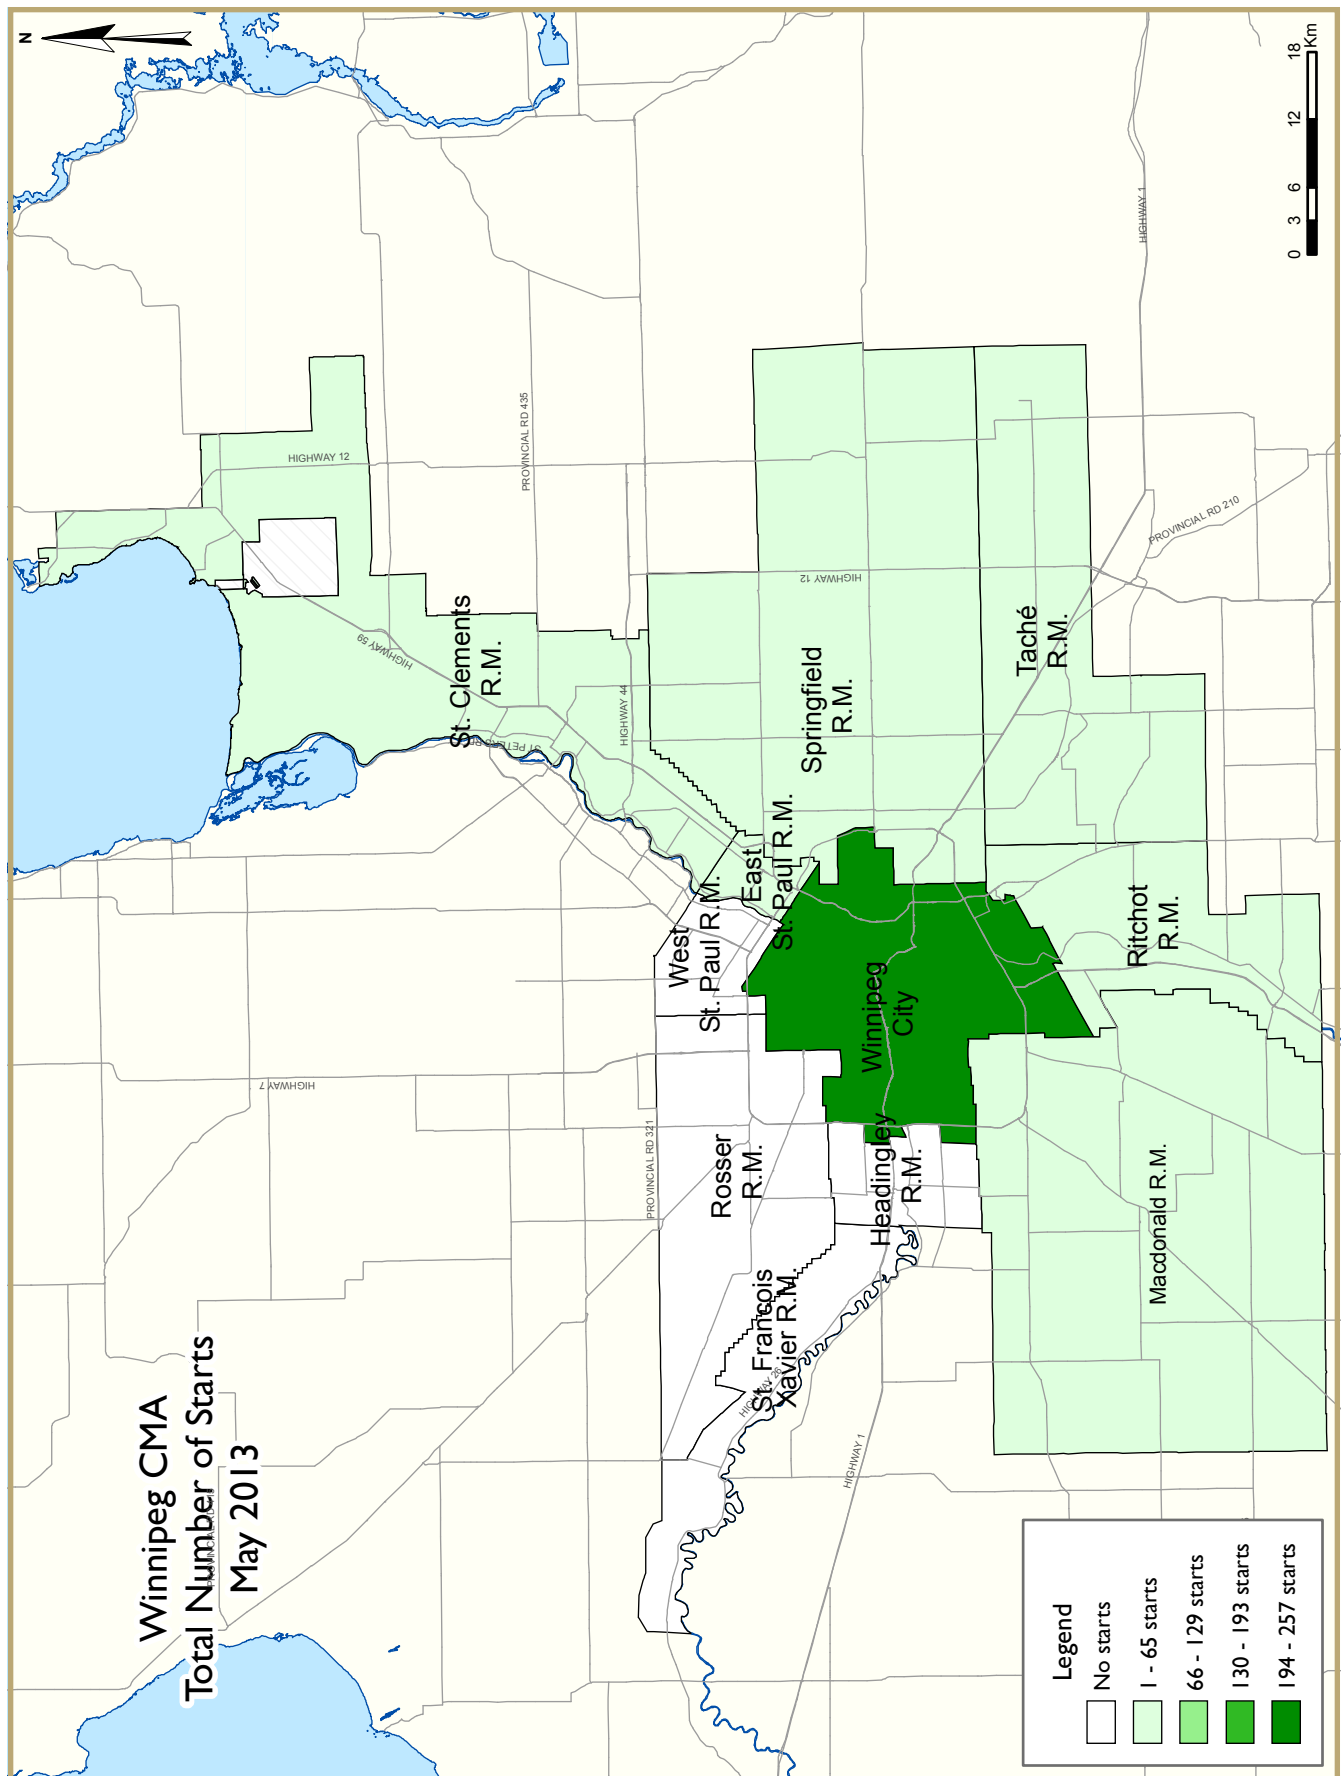 Winnipeg CMA
Total Number of Starts
May 2013
N
HIGHWAY 12
PROVINCIAL RD 435
HIGHWAY 59
St. Clements
R.M.
ST PETERS RD
HIGHWAY 44
HIGHWAY 7
PROVINCIAL RD 321
West
St. Paul R.M.
East
St. Paul R.M.
Springfield
R.M.
HIGHWAY 12
Rosser
R.M.
St. Francois
Xavier R.M.
HIGHWAY 26
Headingley
R.M.
Winnipeg
City
HIGHWAY 1
Taché
R.M.
HIGHWAY 1
PROVINCIAL RD 210
Ritchot
R.M.
Macdonald R.M.
Legend
No starts
1 - 65 starts
66 - 129 starts
130 - 193 starts
194 - 257 starts
0 3 6 12 18
Km